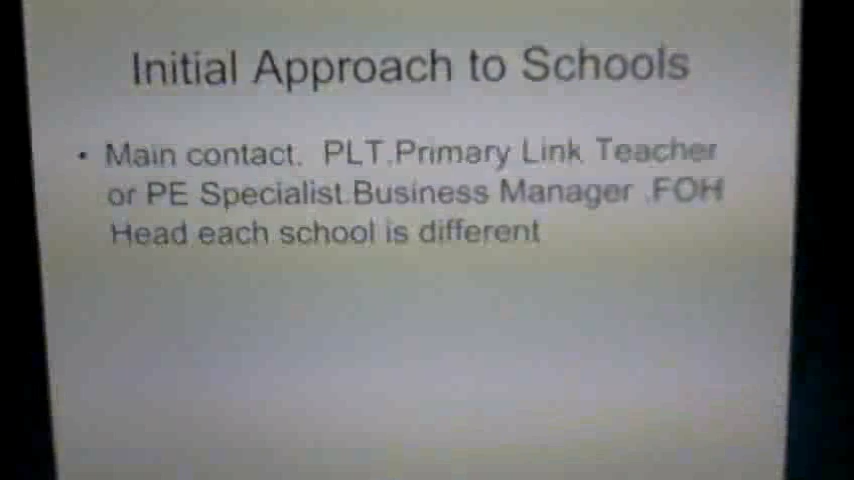 Initial Approach to Schools
• Main contact. PLT.Primary Link Teacher
or PE Specialist.Business Manager .FOH
Head each school is different